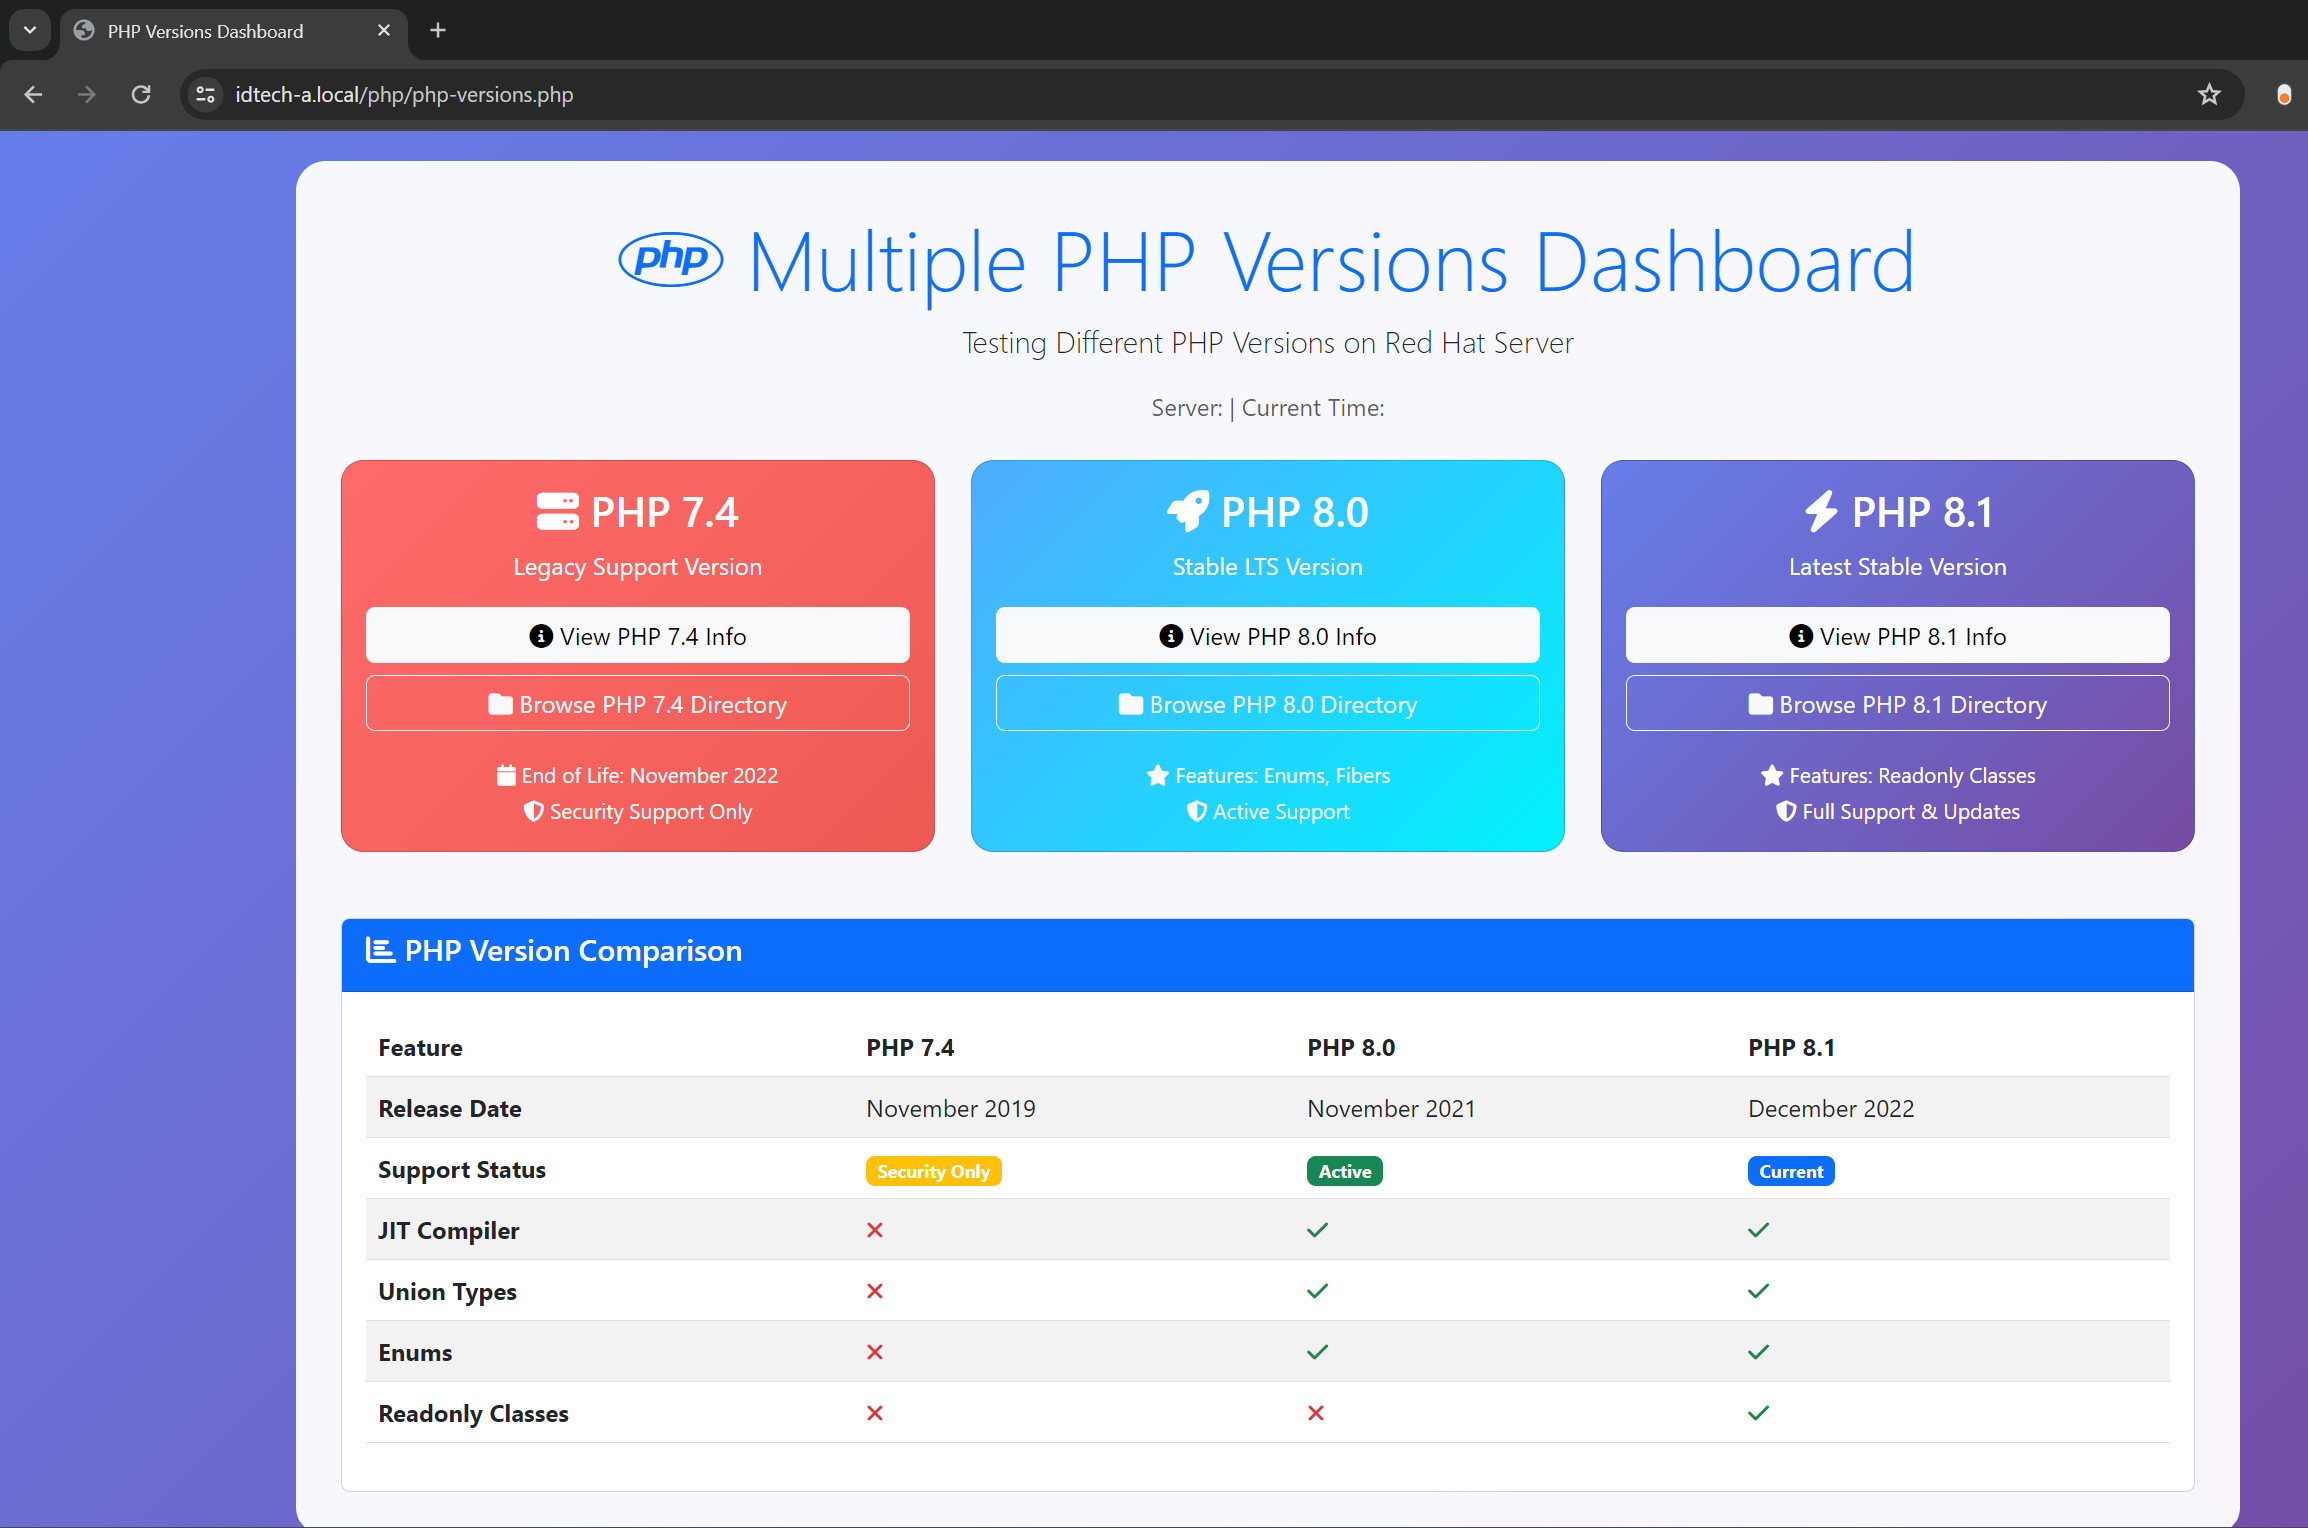 PHP Versions Dashboard
idtech-a.local/php/php-versions.php
php Multiple PHP Versions Dashboard
Testing Different PHP Versions on Red Hat Server
Server: | Current Time:
PHP 7.4
Legacy Support Version
View PHP 7.4 Info
Browse PHP 7.4 Directory
End of Life: November 2022
Security Support Only
PHP 8.0
Stable LTS Version
View PHP 8.0 Info
Browse PHP 8.0 Directory
Features: Enums, Fibers
Active Support
PHP 8.1
Latest Stable Version
View PHP 8.1 Info
Browse PHP 8.1 Directory
Features: Readonly Classes
Full Support & Updates
PHP Version Comparison
Feature PHP 7.4 PHP 8.0 PHP 8.1
Release Date November 2019 November 2021 December 2022
Support Status Security Only Active Current
JIT Compiler
Union Types
Enums
Readonly Classes